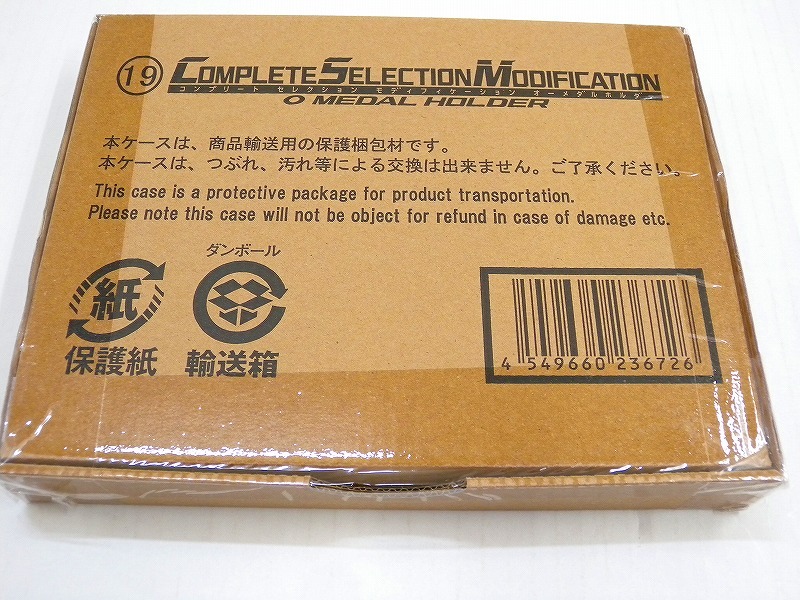 19 COMPLETE SELECTION MODIFICATION
コンプリート セレクション モディフィケーション オーメダルホルダー
O MEDAL HOLDER
本ケースは、商品輸送用の保護梱包材です。
本ケースは、つぶれ、汚れ等による交換は出来ません。ご了承ください。
This case is a protective package for product transportation.
Please note this case will not be object for refund in case of damage etc.
ダンボール
紙
保護紙
輸送箱
4 549660 236726